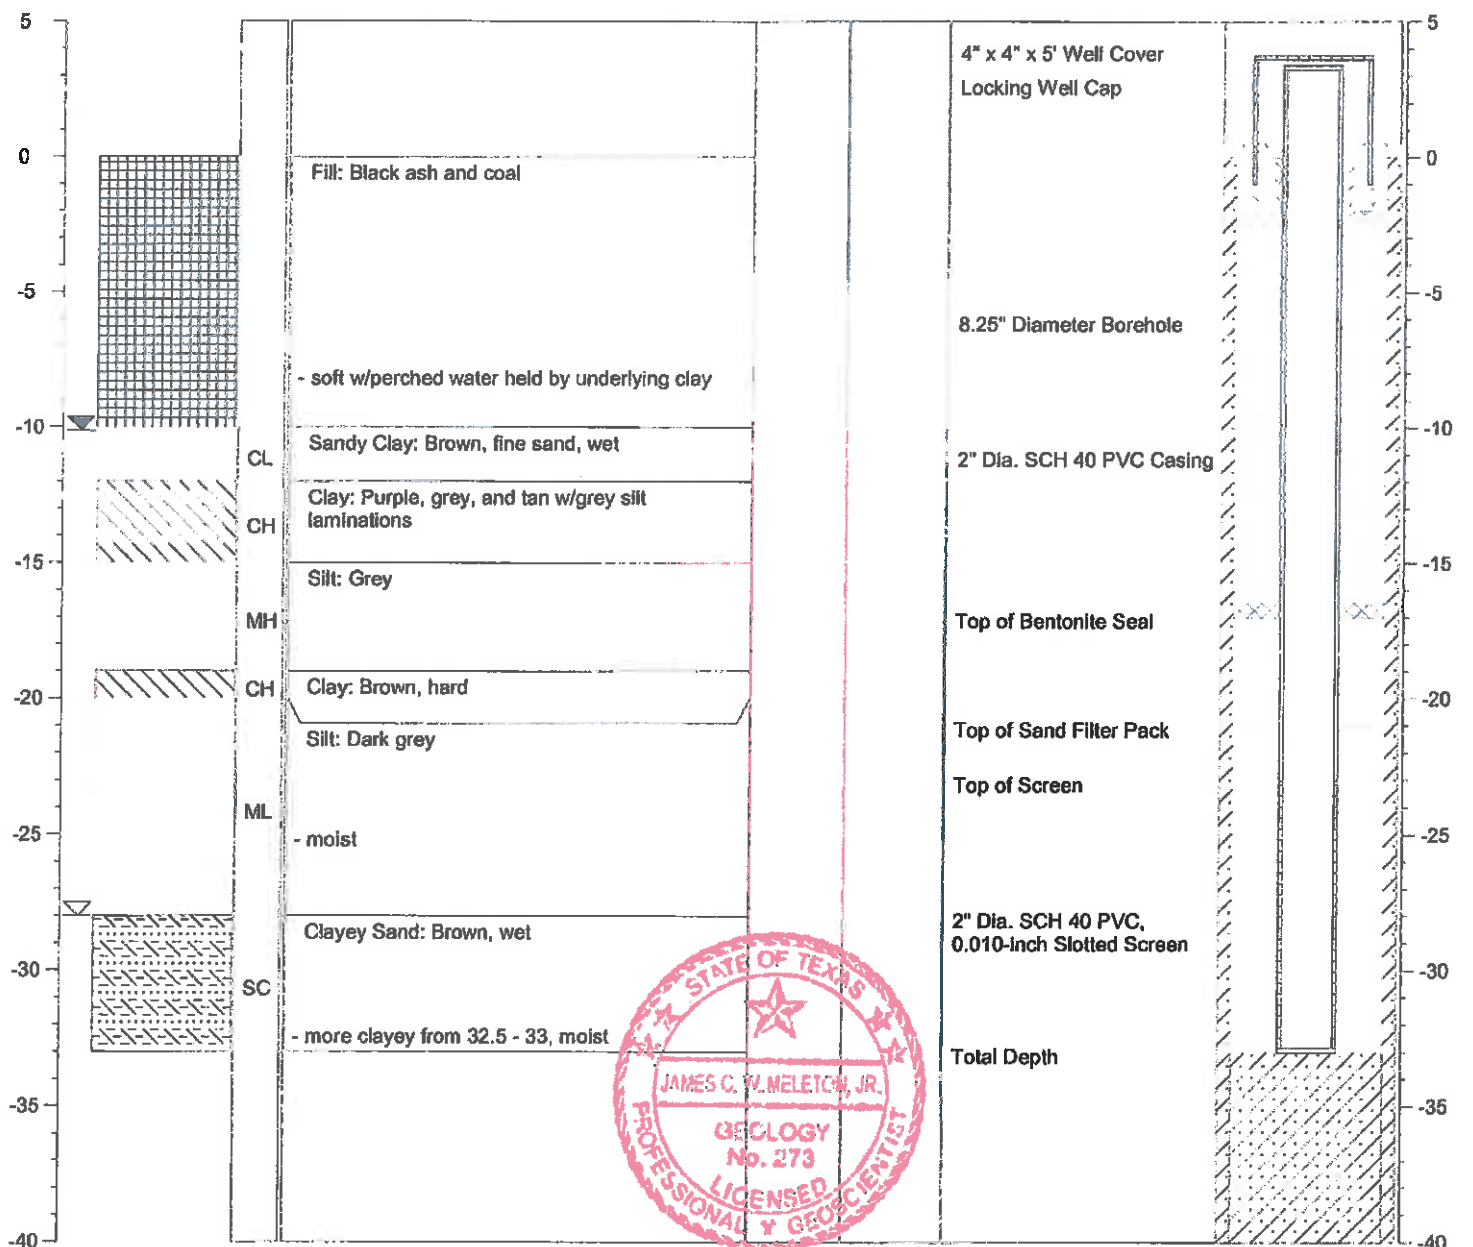 5
0
-5
-10
-15
-20
-25
-30
-35
-40
CL
CH
MH
CH
ML
SC
Fill: Black ash and coal
- soft w/perched water held by underlying clay
Sandy Clay: Brown, fine sand, wet
Clay: Purple, grey, and tan w/grey silt
laminations
Silt: Grey
Clay: Brown, hard
Silt: Dark grey
- moist
Clayey Sand: Brown, wet
- more clayey from 32.5 - 33, moist
STATE OF TEXAS
JAMES C. W. MELETON, JR.
GEOLOGY
No. 273
LICENSED
PROFESSIONAL GEOSCIENTIST
4" x 4" x 5' Well Cover
Locking Well Cap
8.25" Diameter Borehole
2" Dia. SCH 40 PVC Casing
Top of Bentonite Seal
Top of Sand Filter Pack
Top of Screen
2" Dia. SCH 40 PVC,
0.010-inch Slotted Screen
Total Depth
5
0
-5
-10
-15
-20
-25
-30
-35
-40